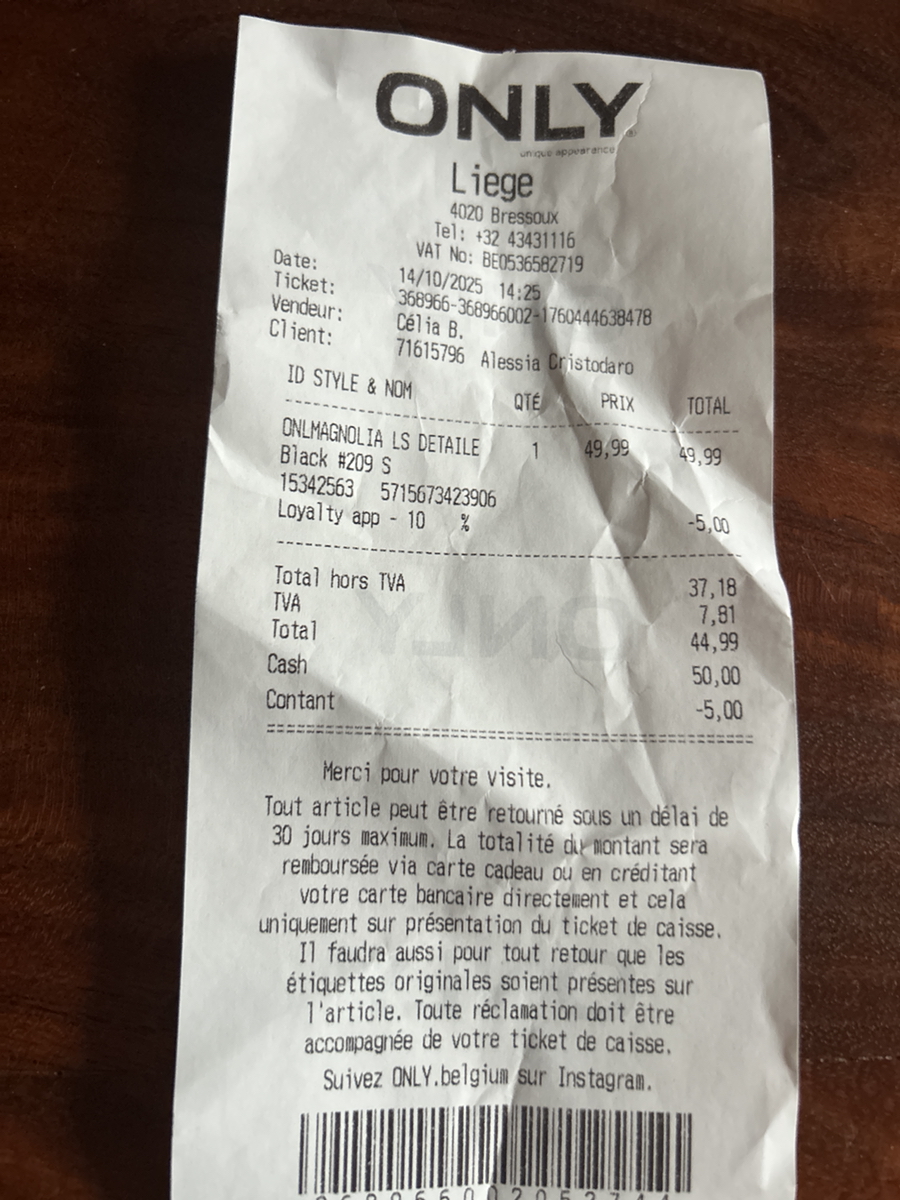 ONLY
unique appearance
Liege
4020 Bressoux
Tel: +32 43431116
VAT No: BE0536582719
Date: 14/10/2025 14:25
Ticket: 368966-368966002-1760444638478
Vendeur: Célia B.
Client: 71615796 Alessia Cristodaro
ID STYLE & NOM QTÉ PRIX TOTAL
ONLMAGNOLIA LS DETAILE 1 49,99 49,99
Black #209 S
15342563 5715673423906
Loyalty app - 10 % -5,00
Total hors TVA 37,18
TVA 7,81
Total 44,99
Cash 50,00
Contant -5,00
Merci pour votre visite.
Tout article peut être retourné sous un délai de
30 jours maximum. La totalité du montant sera
remboursée via carte cadeau ou en créditant
votre carte bancaire directement et cela
uniquement sur présentation du ticket de caisse.
Il faudra aussi pour tout retour que les
étiquettes originales soient présentes sur
l'article. Toute réclamation doit être
accompagnée de votre ticket de caisse.
Suivez ONLY.belgium sur Instagram.